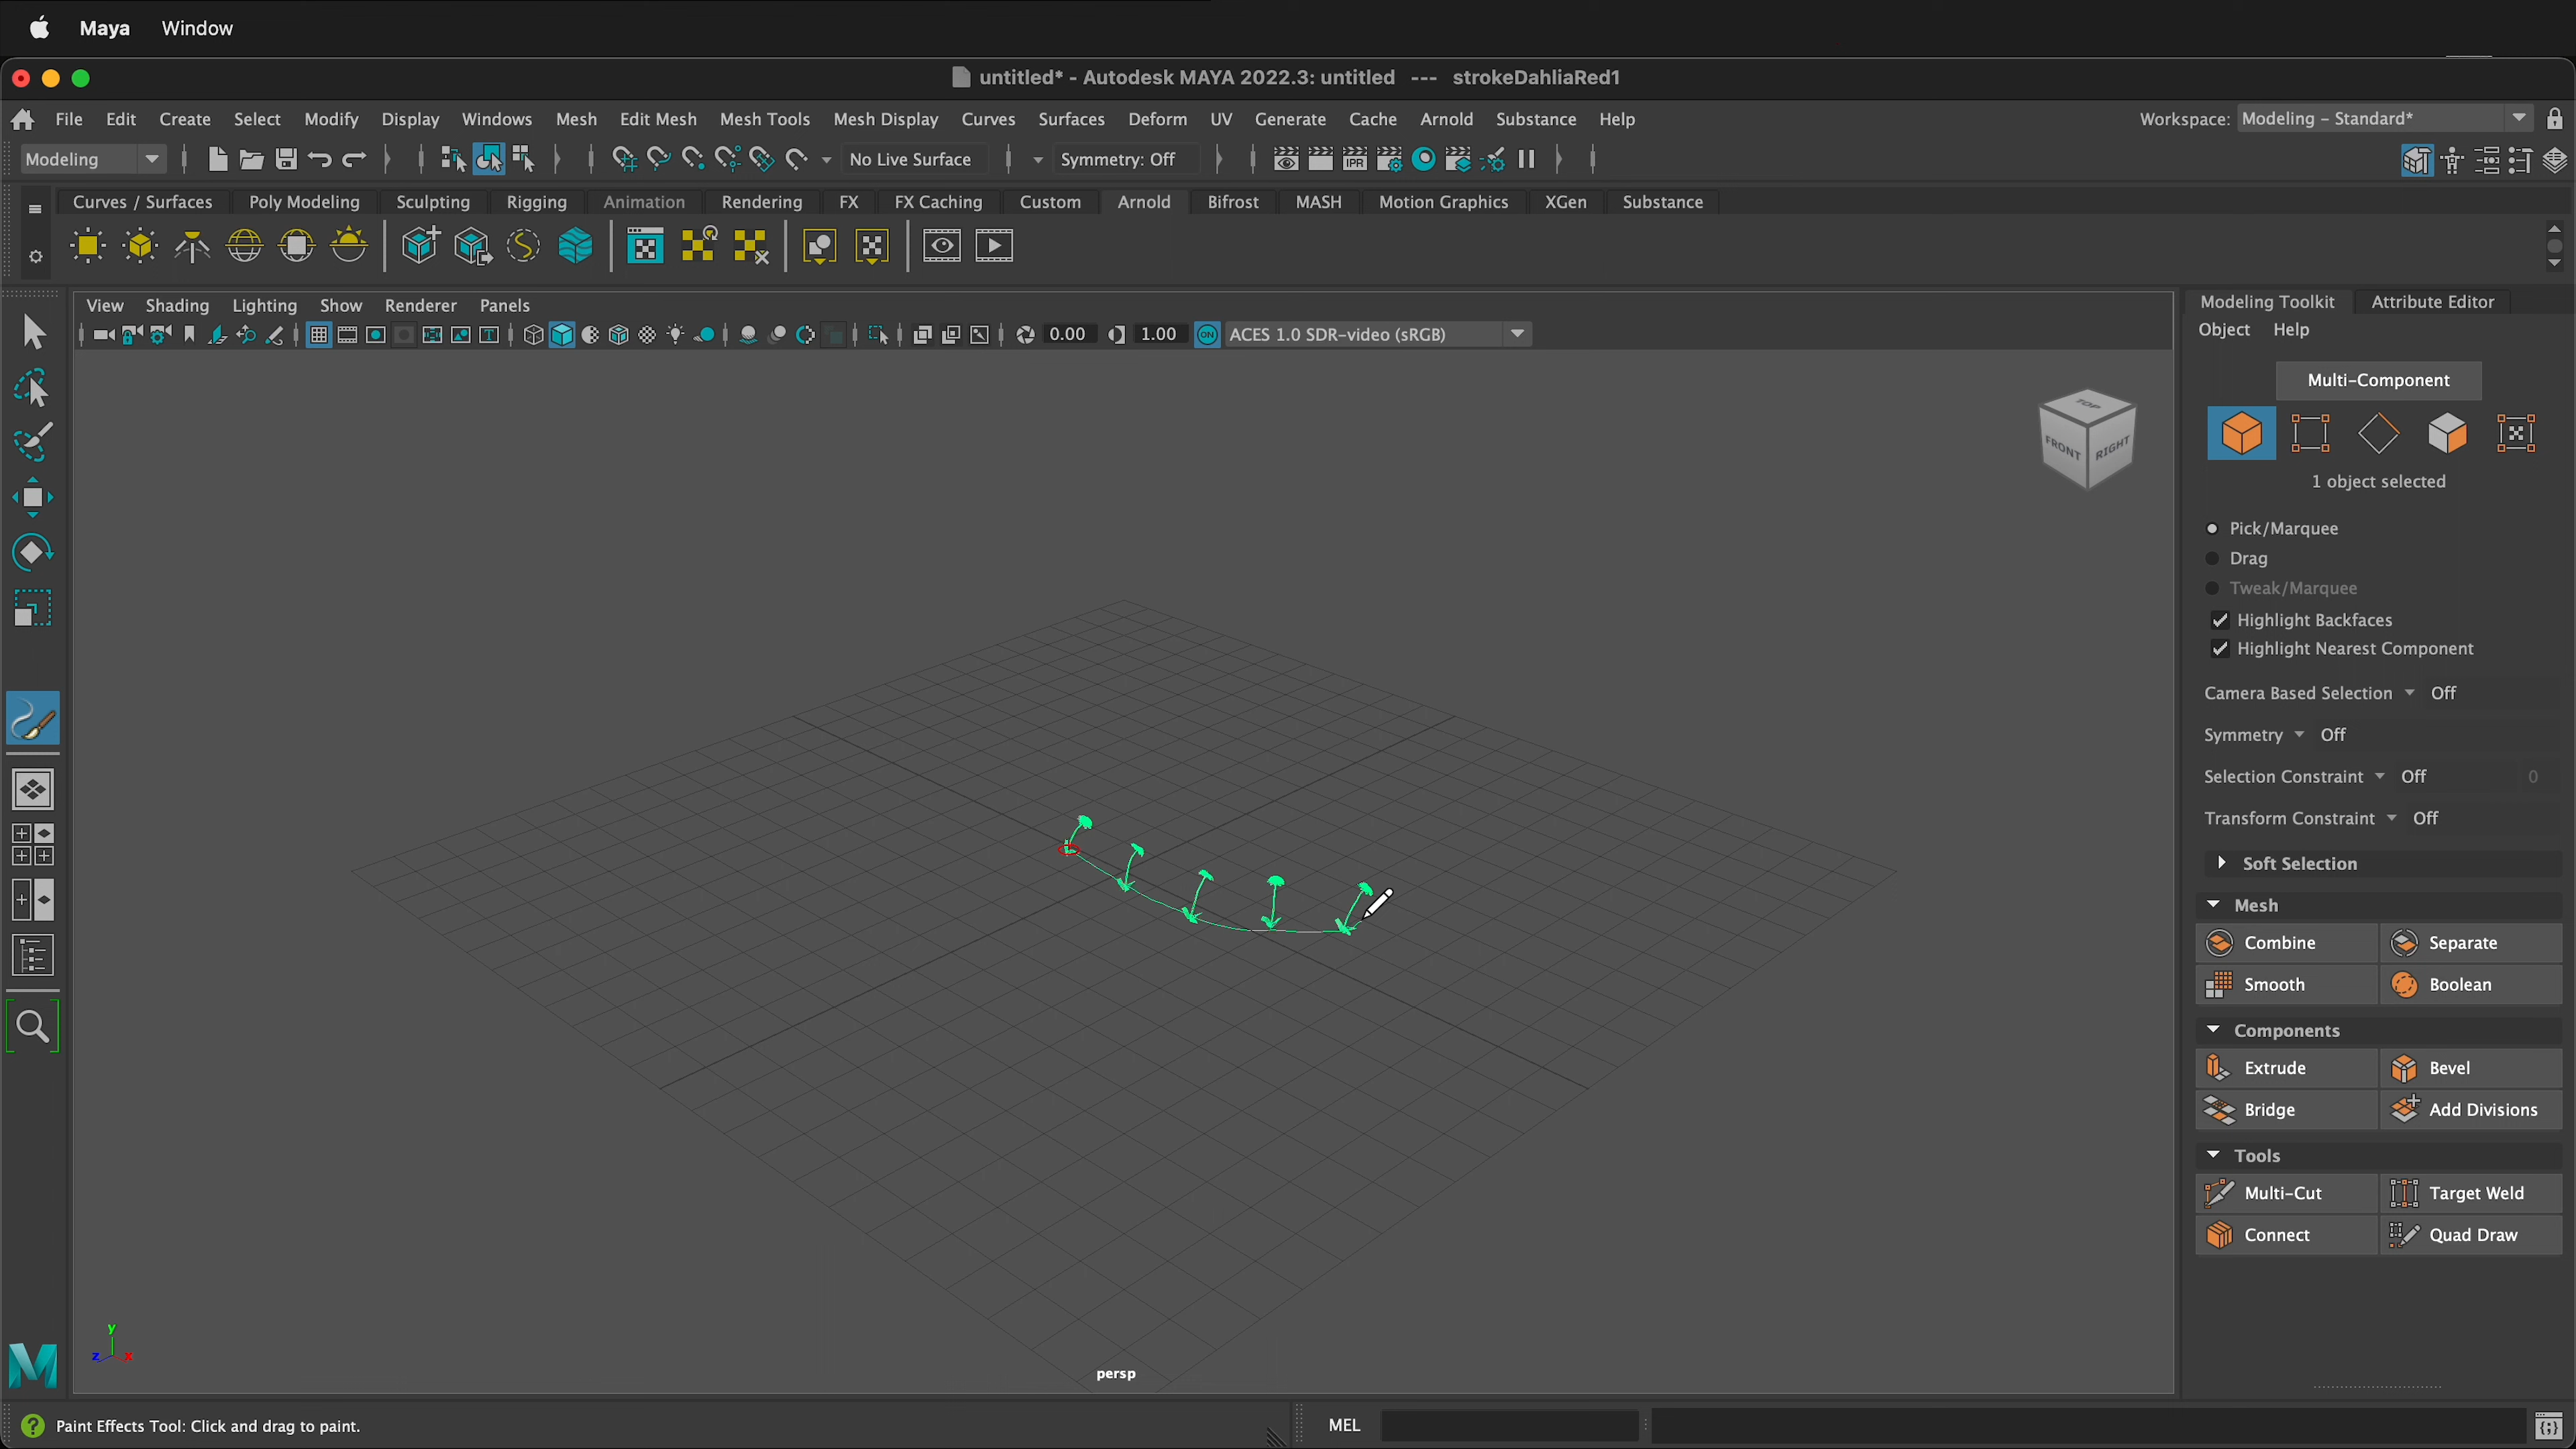 Maya Window
untitled* - Autodesk MAYA 2022.3: untitled --- strokeDahliaRed1
File Edit Create Select Modify Display Windows Mesh Edit Mesh Mesh Tools Mesh Display Curves Surfaces Deform UV Generate Cache Arnold Substance Help Workspace: Modeling - Standard*
Modeling No Live Surface Symmetry: Off IPR
Curves / Surfaces Poly Modeling Sculpting Rigging Animation Rendering FX FX Caching Custom Arnold Bifrost MASH Motion Graphics XGen Substance
View Shading Lighting Show Renderer Panels
0.00 1.00 ON ACES 1.0 SDR-video (sRGB)
TOP
FRONT RIGHT
y
z x
persp
Modeling Toolkit Attribute Editor
Object Help
Multi-Component
1 object selected
Pick/Marquee
Drag
Tweak/Marquee
Highlight Backfaces
Highlight Nearest Component
Camera Based Selection Off
Symmetry Off
Selection Constraint Off 0
Transform Constraint Off
Soft Selection
Mesh
Combine Separate
Smooth Boolean
Components
Extrude Bevel
Bridge Add Divisions
Tools
Multi-Cut Target Weld
Connect Quad Draw
Paint Effects Tool: Click and drag to paint. MEL